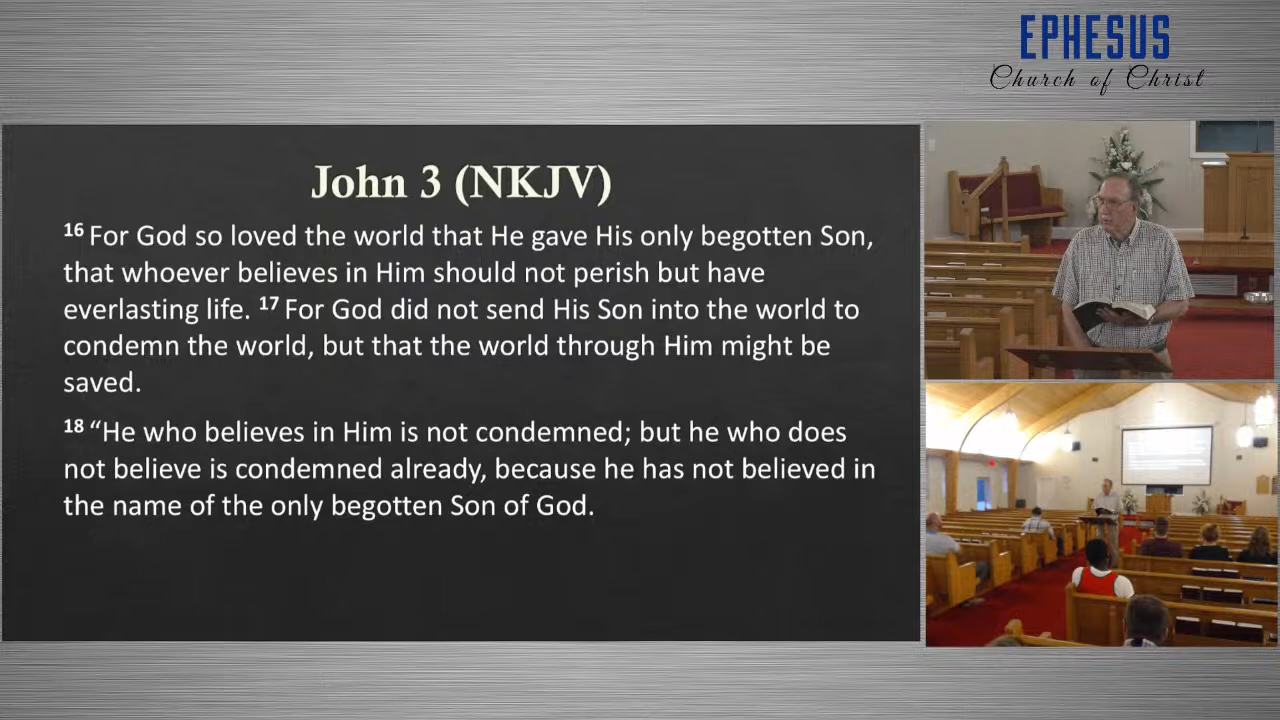 EPHESUS
Church of Christ
John 3 (NKJV)
16 For God so loved the world that He gave His only begotten Son,
that whoever believes in Him should not perish but have
everlasting life. 17 For God did not send His Son into the world to
condemn the world, but that the world through Him might be
saved.
18 “He who believes in Him is not condemned; but he who does
not believe is condemned already, because he has not believed in
the name of the only begotten Son of God.